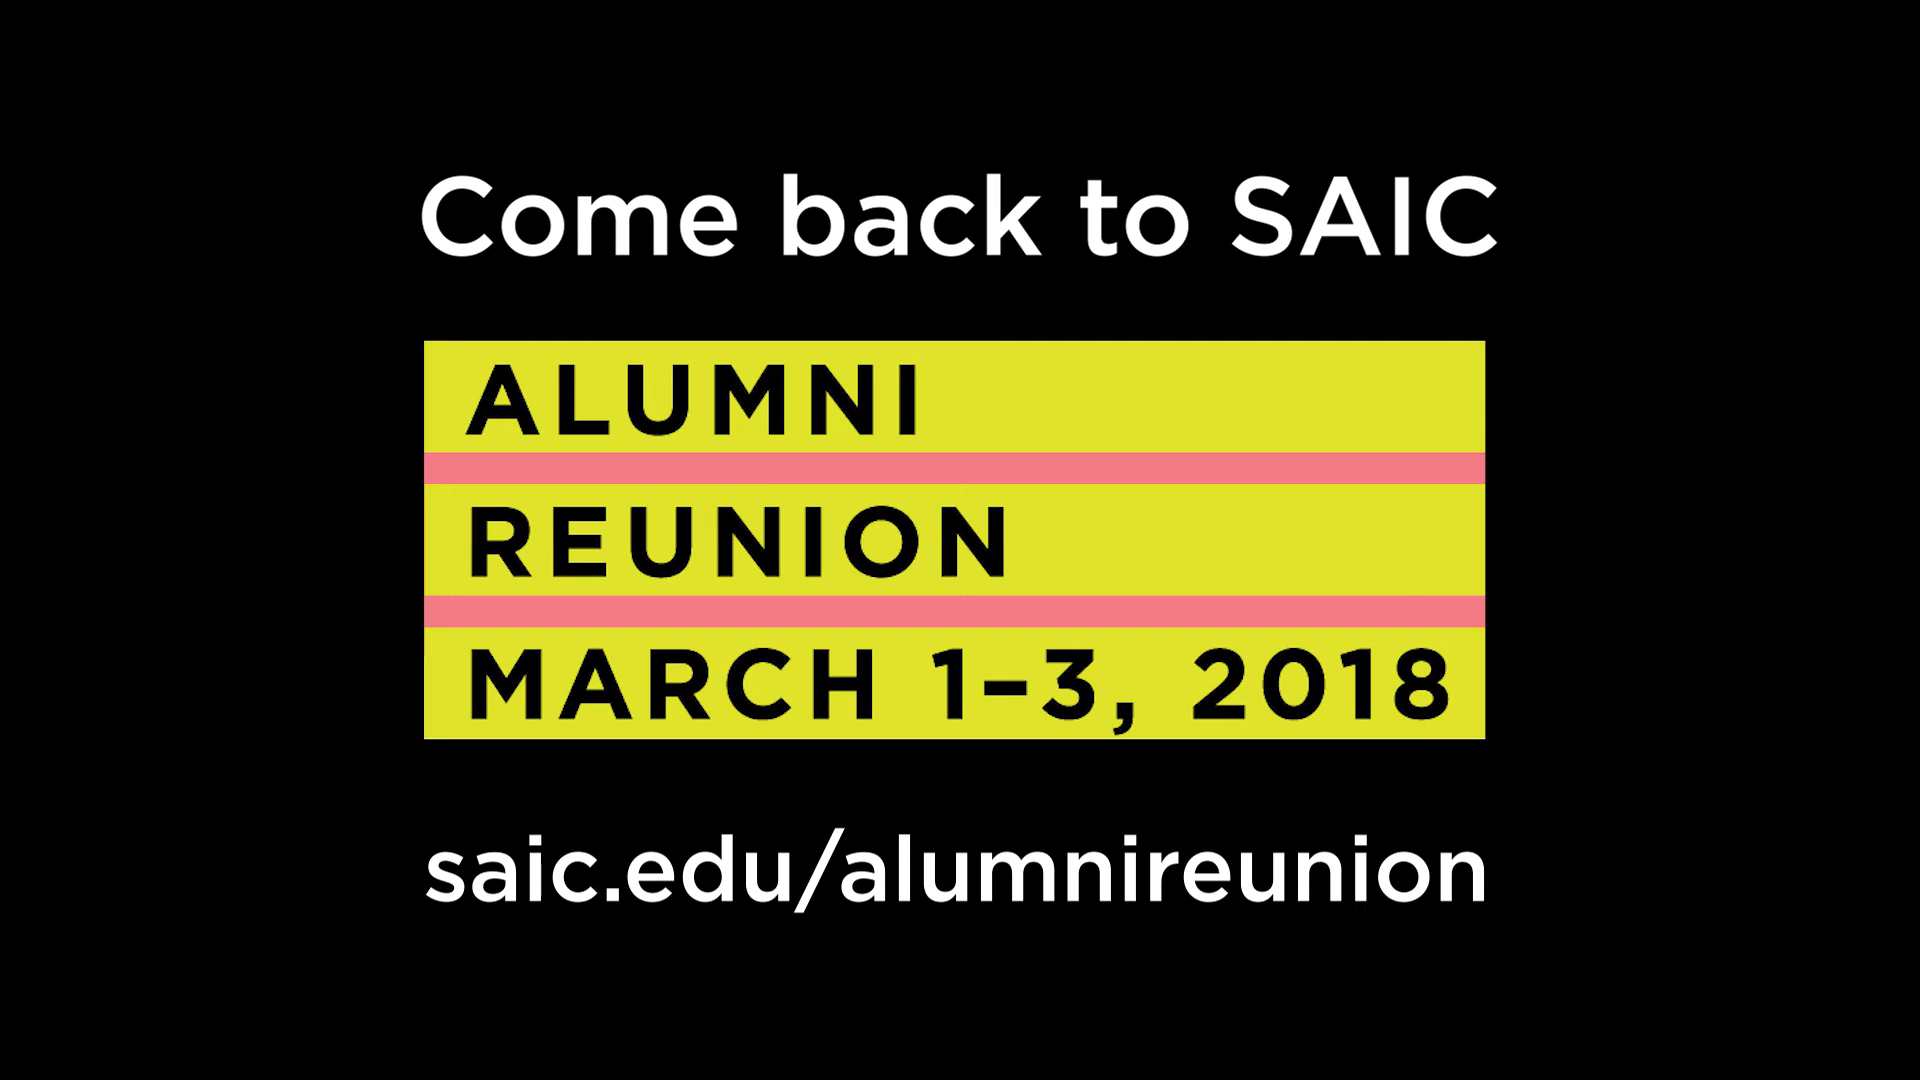 Come back to SAIC
ALUMNI
REUNION
MARCH 1–3, 2018
saic.edu/alumnireunion